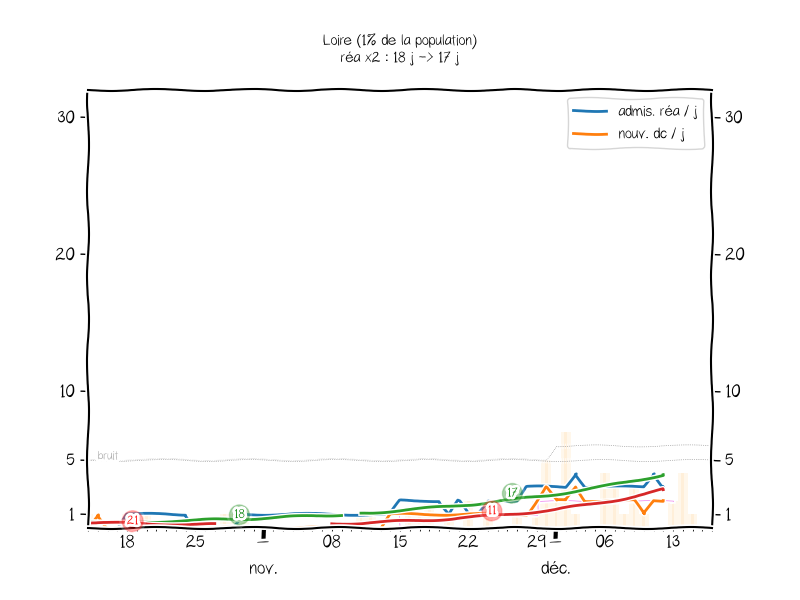 Loire (1% de la population)
réa x2 : 18 j -> 17 j
admis. réa / j
nouv. dc / j
30 30
20 20
10 10
5 bruit 5
1 1
21 18 11 17
18 25 1 08 15 22 29 1 06 13
nov. déc.